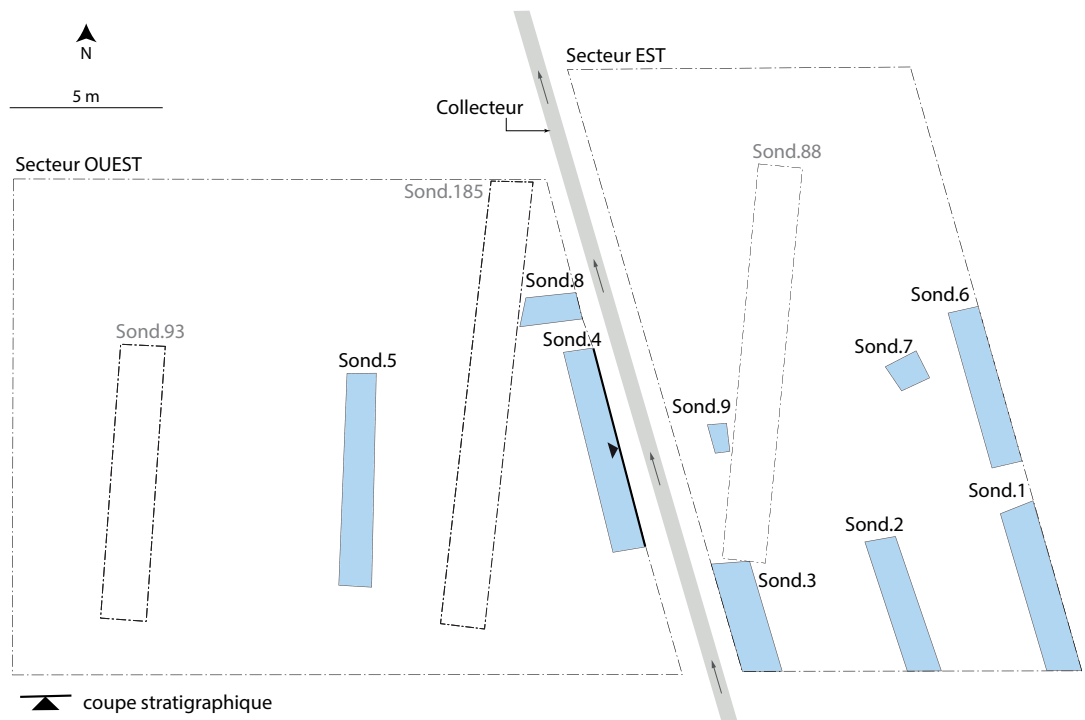 N
5 m
Secteur EST
Collecteur
Secteur OUEST
Sond.88
Sond.185
Sond.8
Sond.6
Sond.93
Sond.4
Sond.7
Sond.5
Sond.9
Sond.1
Sond.2
Sond.3
coupe stratigraphique